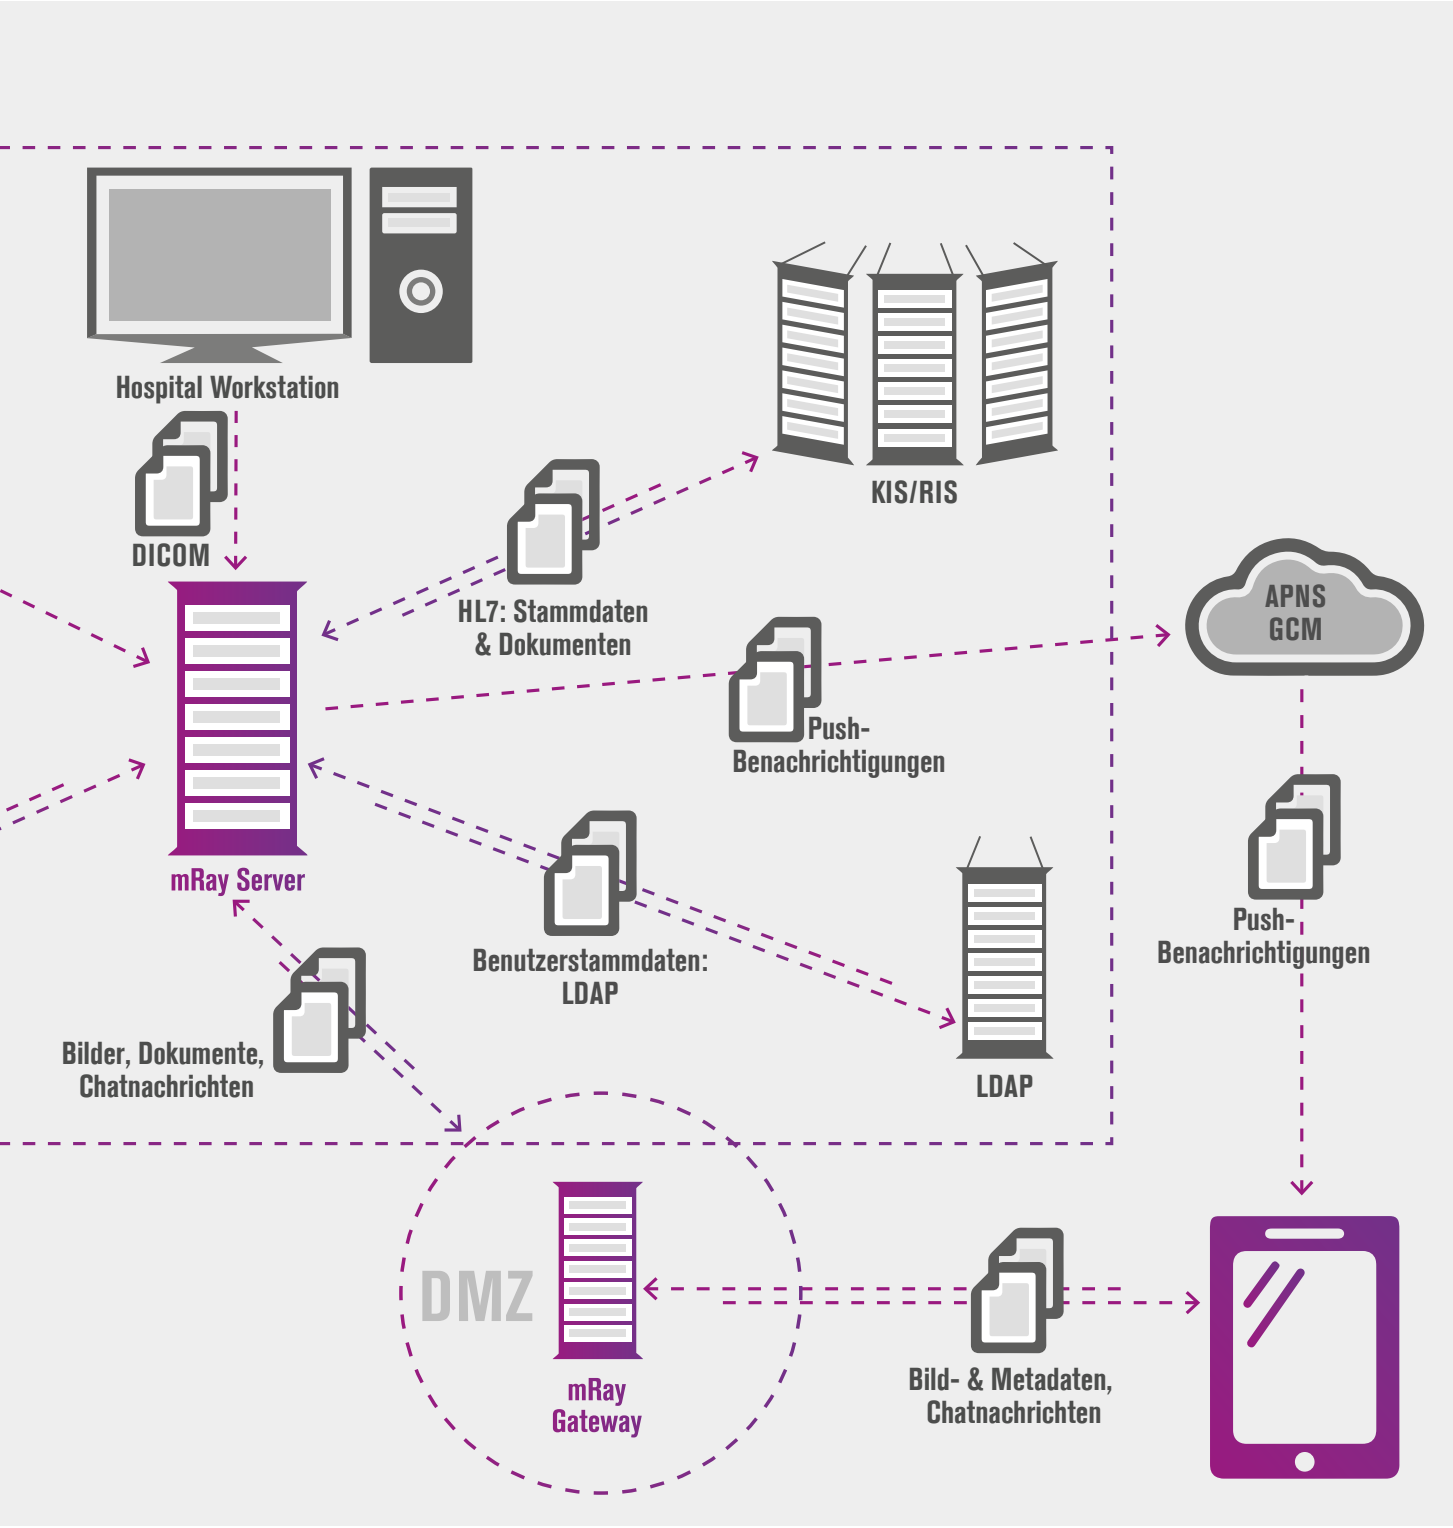 Hospital Workstation
DICOM
KIS/RIS
HL7: Stammdaten
& Dokumenten
APNS
GCM
Push-
Benachrichtigungen
mRay Server
Push-
Benachrichtigungen
Benutzerstammdaten:
LDAP
Bilder, Dokumente,
Chatnachrichten
LDAP
DMZ
mRay
Gateway
Bild- & Metadaten,
Chatnachrichten